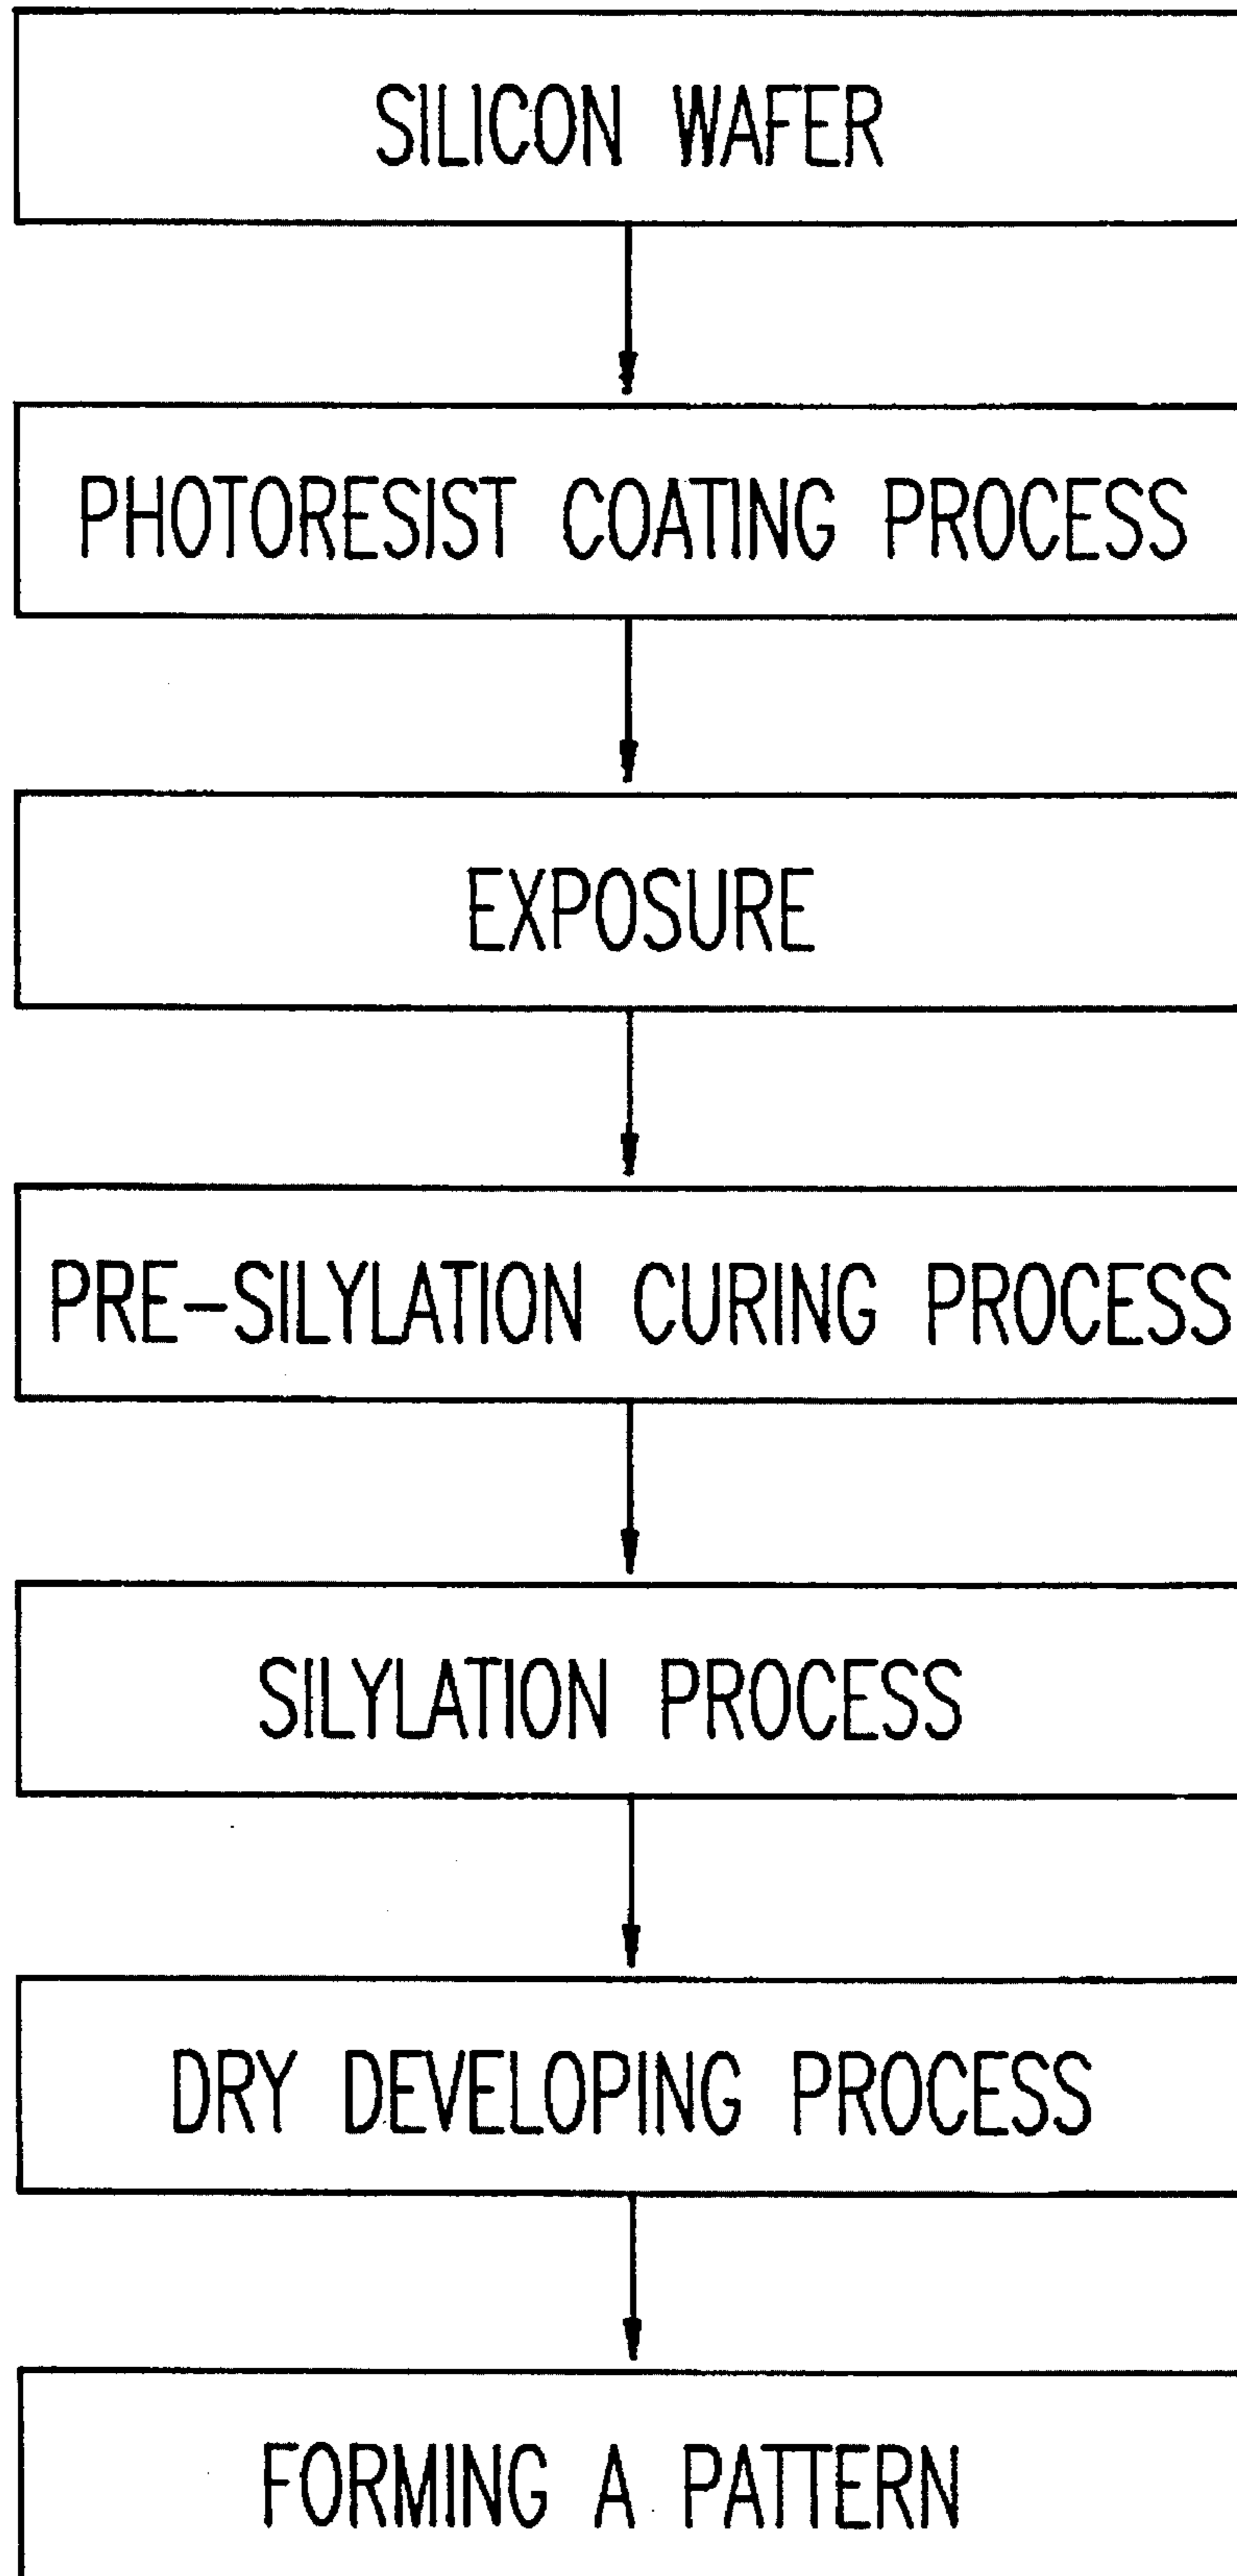 SILICON WAFER
PHOTORESIST COATING PROCESS
EXPOSURE
PRE-SILYLATION CURING PROCESS
SILYLATION PROCESS
DRY DEVELOPING PROCESS
FORMING A PATTERN